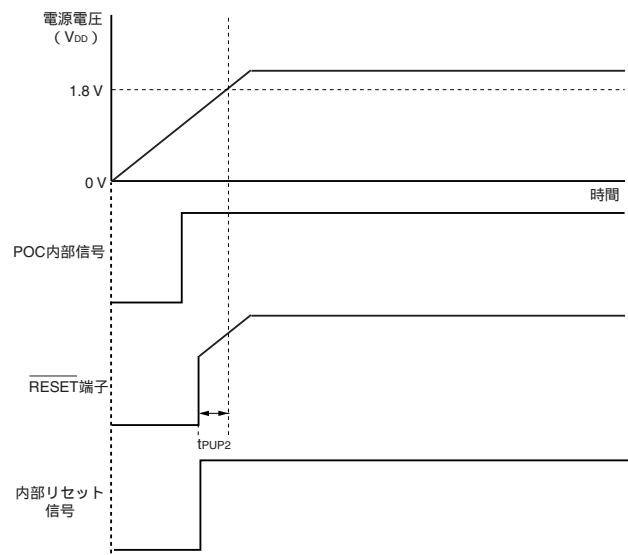 電源電圧
（VDD）
1.8 V
0 V
時間
POC内部信号
RESET端子
tPUP2
内部リセット
信号